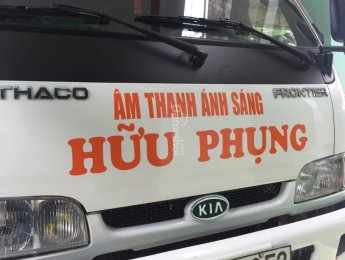 THACO
FRONTIER
ÂM THANH ÁNH SÁNG
HỮU PHỤNG
KIA